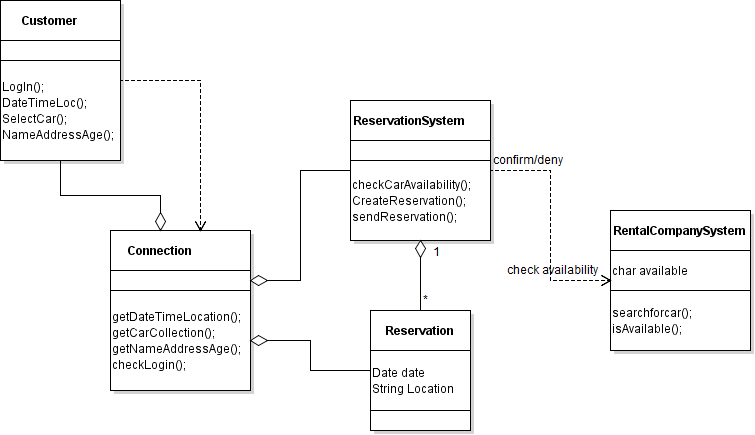 Customer
LogIn();
DateTimeLoc();
SelectCar();
NameAddressAge();
Connection
getDateTimeLocation();
getCarCollection();
getNameAddressAge();
checkLogin();
ReservationSystem
checkCarAvailability();
CreateReservation();
sendReservation();
1
*
Reservation
Date date
String Location
confirm/deny
check availability
RentalCompanySystem
char available
searchforcar();
isAvailable();